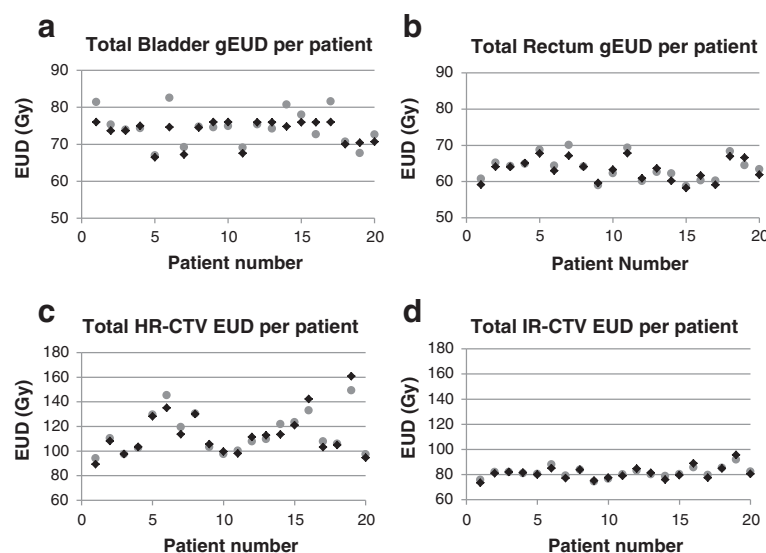 a
Total Bladder gEUD per patient
90
80
70
60
50
EUD (Gy)
0 5 10 15 20
Patient number
b
Total Rectum gEUD per patient
90
80
70
60
50
EUD (Gy)
0 5 10 15 20
Patient Number
c
Total HR-CTV EUD per patient
180
160
140
120
100
80
60
EUD (Gy)
0 5 10 15 20
Patient number
d
Total IR-CTV EUD per patient
180
160
140
120
100
80
60
EUD (Gy)
0 5 10 15 20
Patient number